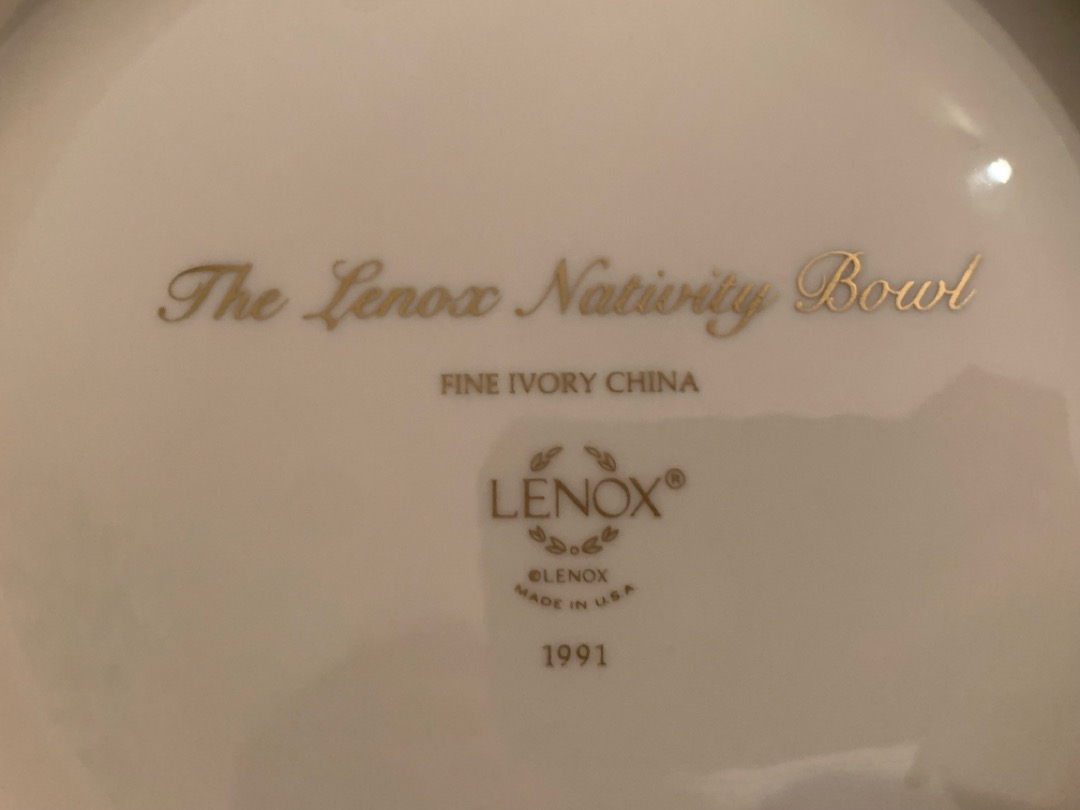 The Lenox Nativity Bowl
FINE IVORY CHINA
LENOX®
©LENOX
MADE IN U.S.A.
1991